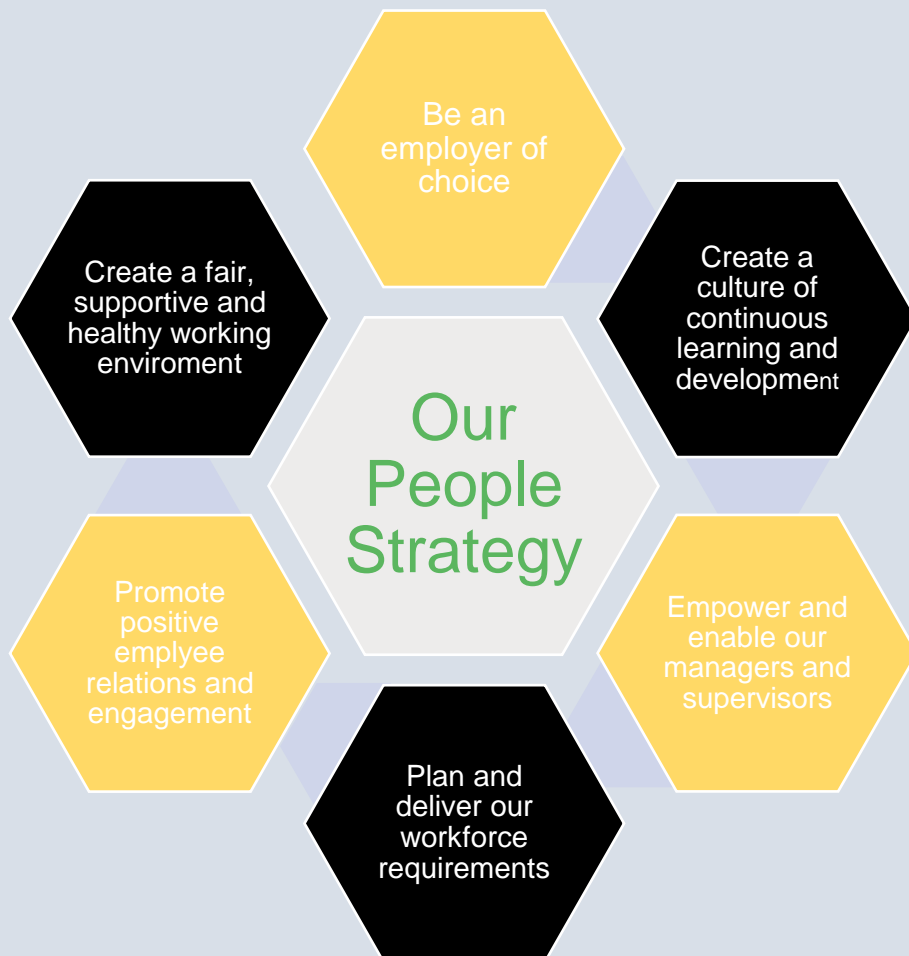 Be an
employer of
choice
Create a fair,
supportive and
healthy working
enviroment
Create a
culture of
continuous
learning and
development
Our
People
Strategy
Promote
positive
emplyee
relations and
engagement
Empower and
enable our
managers and
supervisors
Plan and
deliver our
workforce
requirements